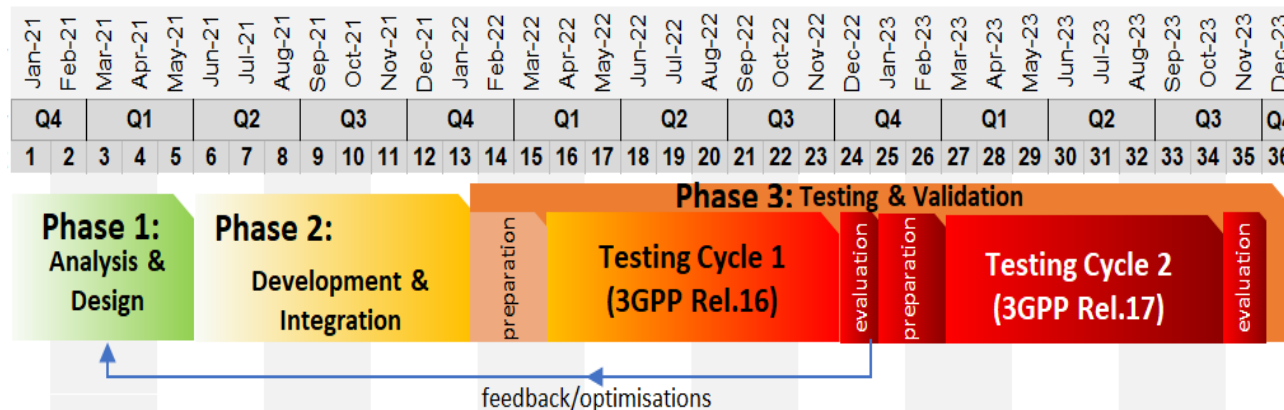 Jan-21 Feb-21 Mar-21 Apr-21 May-21 Jun-21 Jul-21 Aug-21 Sep-21 Oct-21 Nov-21 Dec-21 Jan-22 Feb-22 Mar-22 Apr-22 May-22 Jun-22 Jul-22 Aug-22 Sep-22 Oct-22 Nov-22 Dec-22 Jan-23 Feb-23 Mar-23 Apr-23 May-23 Jun-23 Jul-23 Aug-23 Sep-23 Oct-23 Nov-23 Dec-23
Q4 Q1 Q2 Q3 Q4 Q1 Q2 Q3 Q4 Q1 Q2 Q3 Q4
1 2 3 4 5 6 7 8 9 10 11 12 13 14 15 16 17 18 19 20 21 22 23 24 25 26 27 28 29 30 31 32 33 34 35 36
Phase 1:
Analysis &
Design
Phase 2:
Development &
Integration
Phase 3: Testing & Validation
preparation
Testing Cycle 1
(3GPP Rel.16)
evaluation
preparation
Testing Cycle 2
(3GPP Rel.17)
evaluation
feedback/optimisations